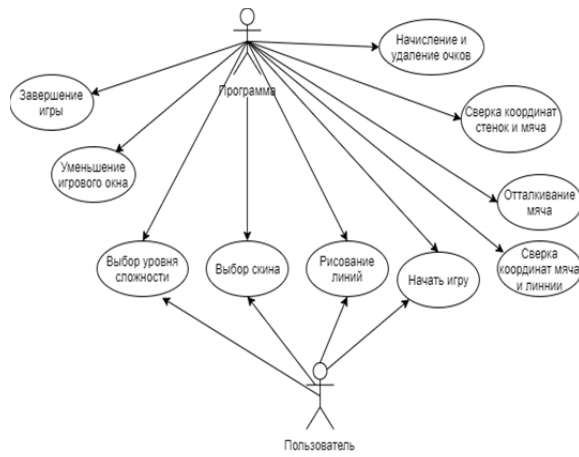 Начисление и
удаление очков
Программа
Завершение
игры
Сверка координат
стенок и мяча
Уменьшение
игрового окна
Отталкивание
мяча
Выбор уровня
сложности
Выбор скина
Рисование
линий
Начать игру
Сверка
координат мяча
и линнии
Пользователь